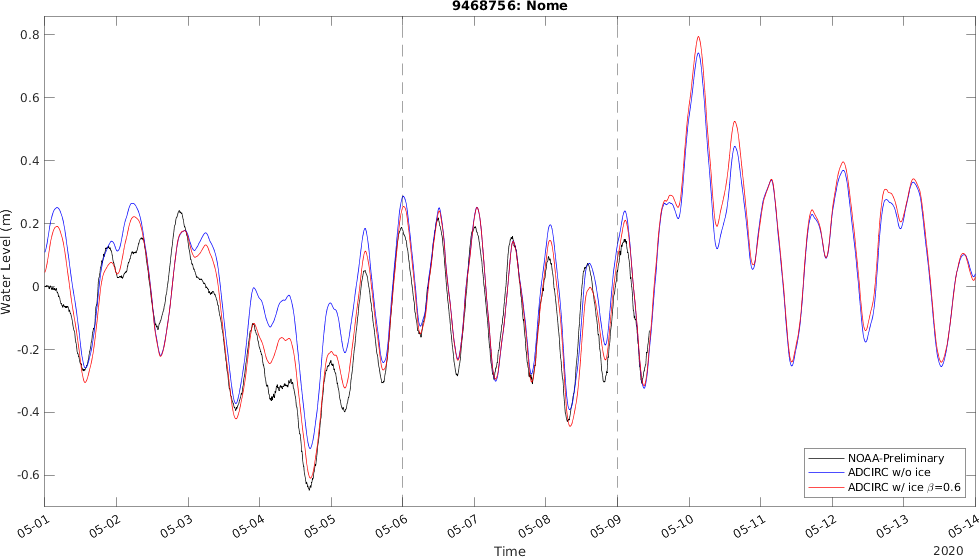 9468756: Nome
Water Level (m)
0.8
0.6
0.4
0.2
0
-0.2
-0.4
-0.6
05-01 05-02 05-03 05-04 05-05 05-06 05-07 05-08 05-09 05-10 05-11 05-12 05-13 05-14
Time
2020
NOAA-Preliminary
ADCIRC w/o ice
ADCIRC w/ ice β=0.6